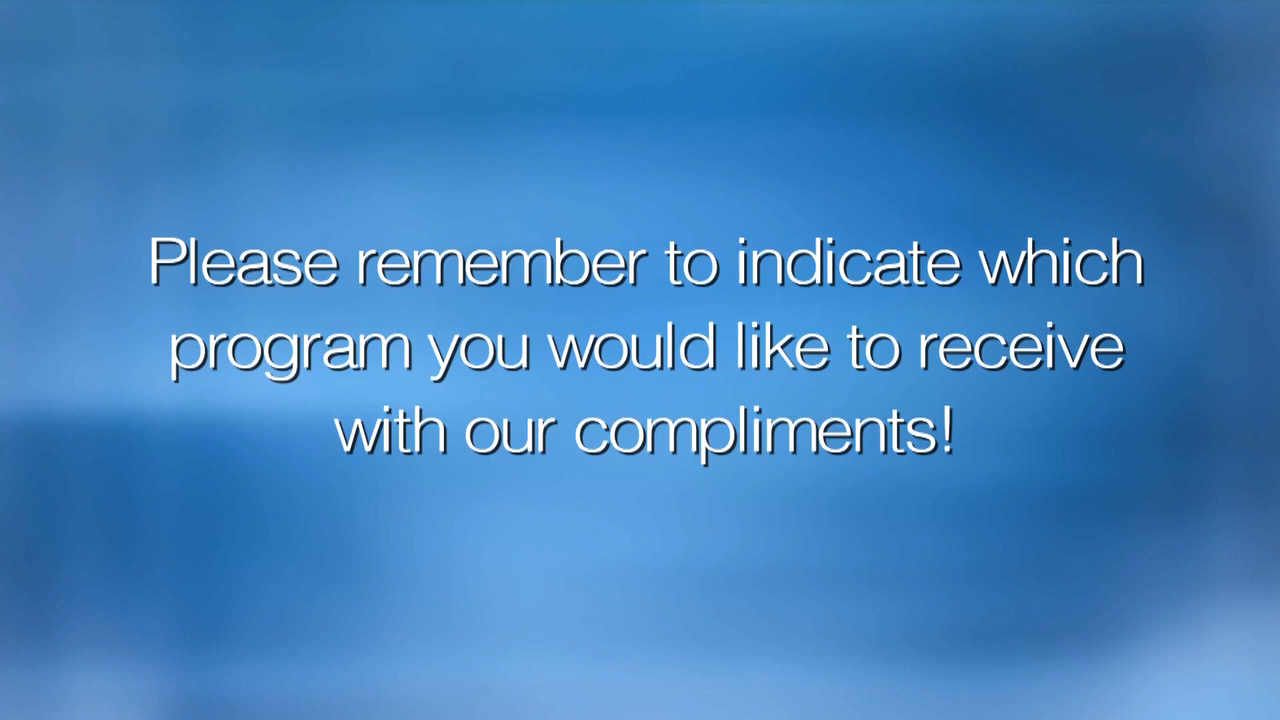 Please remember to indicate which
program you would like to receive
with our compliments!